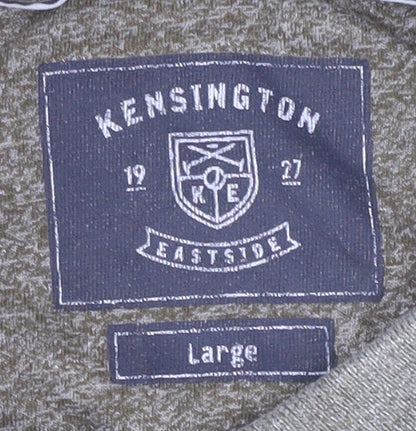 KENSINGTON
19 27
K E
EASTSIDE
Large